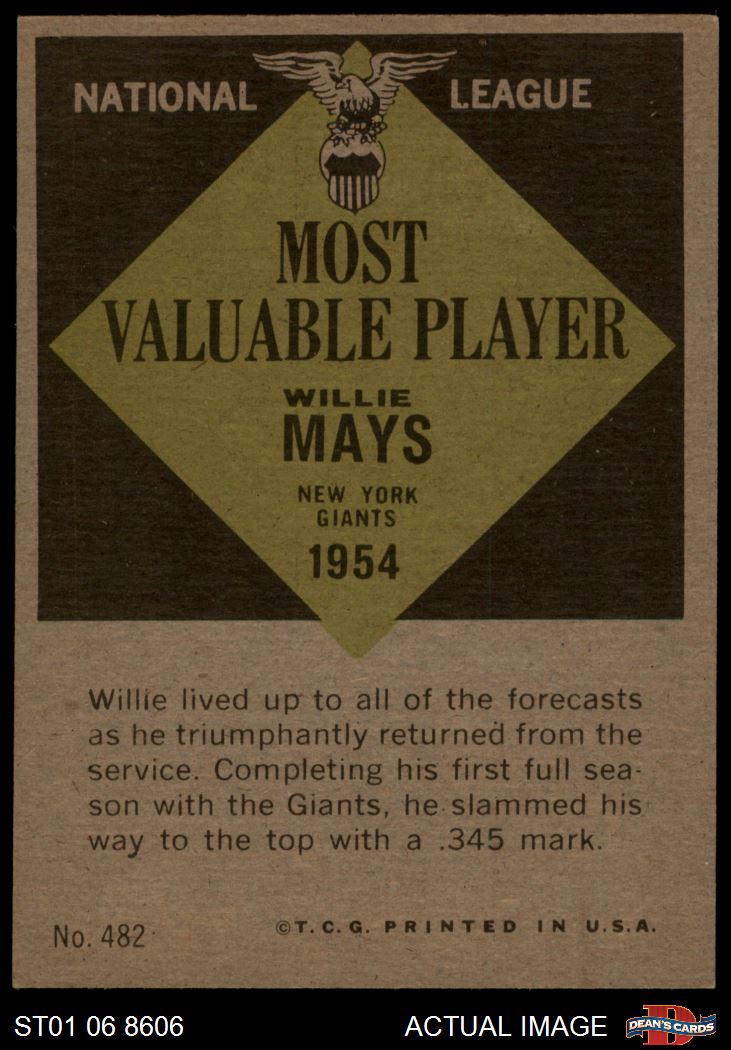 NATIONAL LEAGUE
MOST
VALUABLE PLAYER
WILLIE
MAYS
NEW YORK
GIANTS
1954
Willie lived up to all of the forecasts
as he triumphantly returned from the
service. Completing his first full sea-
son with the Giants, he slammed his
way to the top with a .345 mark.
No. 482
©T.C.G. PRINTED IN U.S.A.
ST01 06 8606
ACTUAL IMAGE
D
DEAN'S CARDS